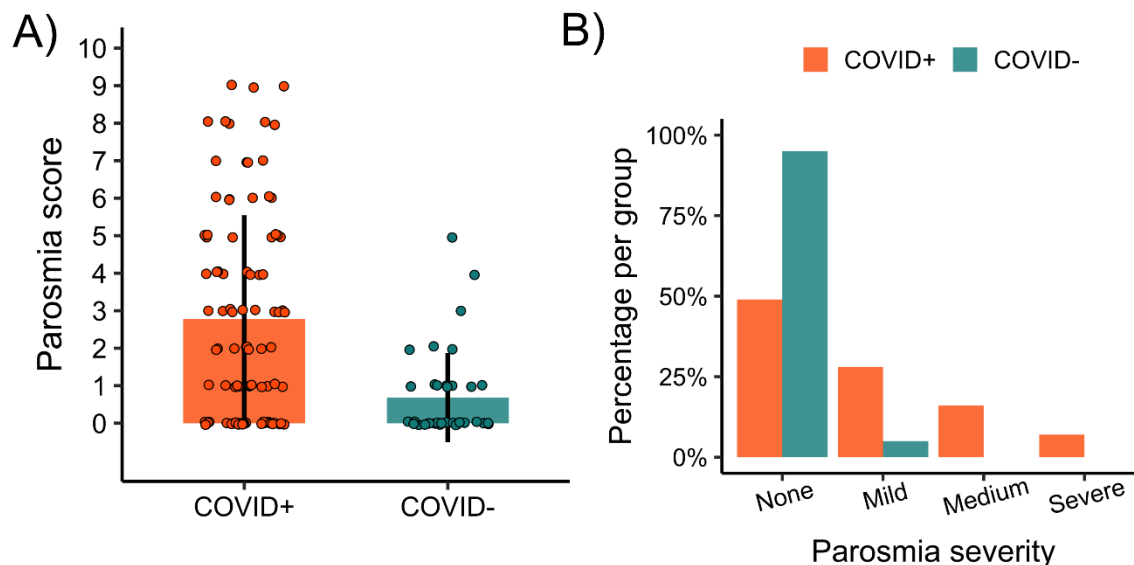 A)
Parosmia score
10
9
8
7
6
5
4
3
2
1
0
COVID+ COVID-
B)
COVID+ COVID-
Percentage per group
100%
75%
50%
25%
0%
None Mild Medium Severe
Parosmia severity